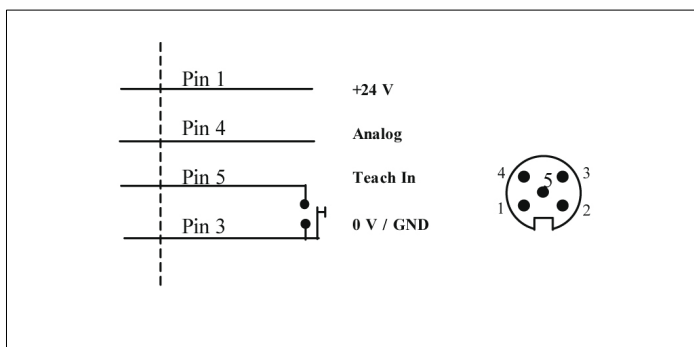 Pin 1 +24 V
Pin 4 Analog
Pin 5 Teach In
Pin 3 0 V / GND
4 5 3
1 2